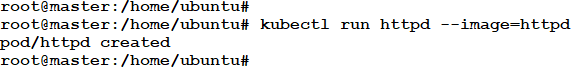 root@master:/home/ubuntu#
root@master:/home/ubuntu# kubectl run httpd --image=httpd
pod/httpd created
root@master:/home/ubuntu#